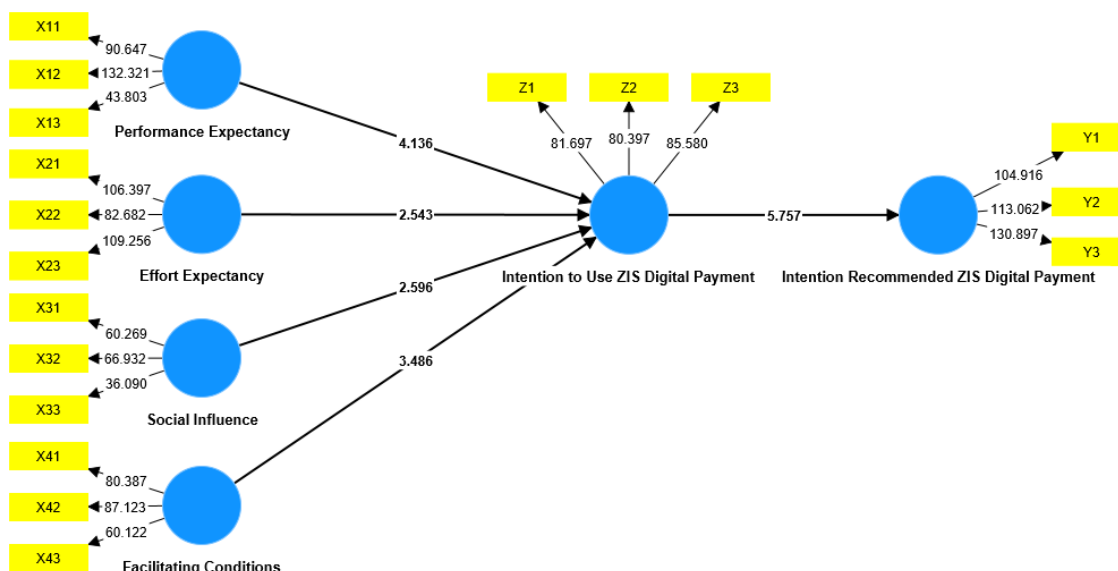 X11
90.647
X12
132.321
43.803
X13
Performance Expectancy
X21
106.397
X22
82.682
109.256
X23
Effort Expectancy
X31
60.269
X32
66.932
36.090
X33
Social Influence
X41
80.387
X42
87.123
60.122
X43
Facilitating Conditions
4.136
2.543
2.596
3.486
Z1
Z2
Z3
81.697
80.397
85.580
Intention to Use ZIS Digital Payment
5.757
Y1
104.916
Y2
113.062
130.897
Y3
Intention Recommended ZIS Digital Payment